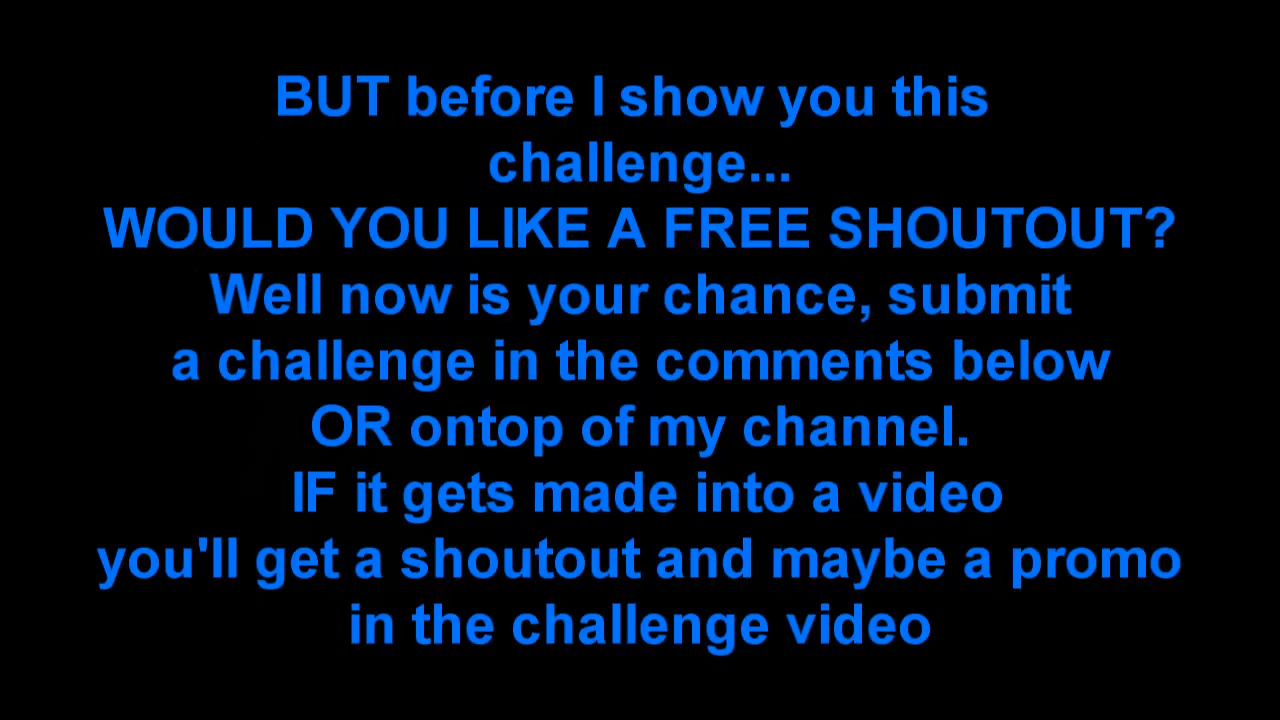 BUT before I show you this
challenge...
WOULD YOU LIKE A FREE SHOUTOUT?
Well now is your chance, submit
a challenge in the comments below
OR ontop of my channel.
IF it gets made into a video
you'll get a shoutout and maybe a promo
in the challenge video